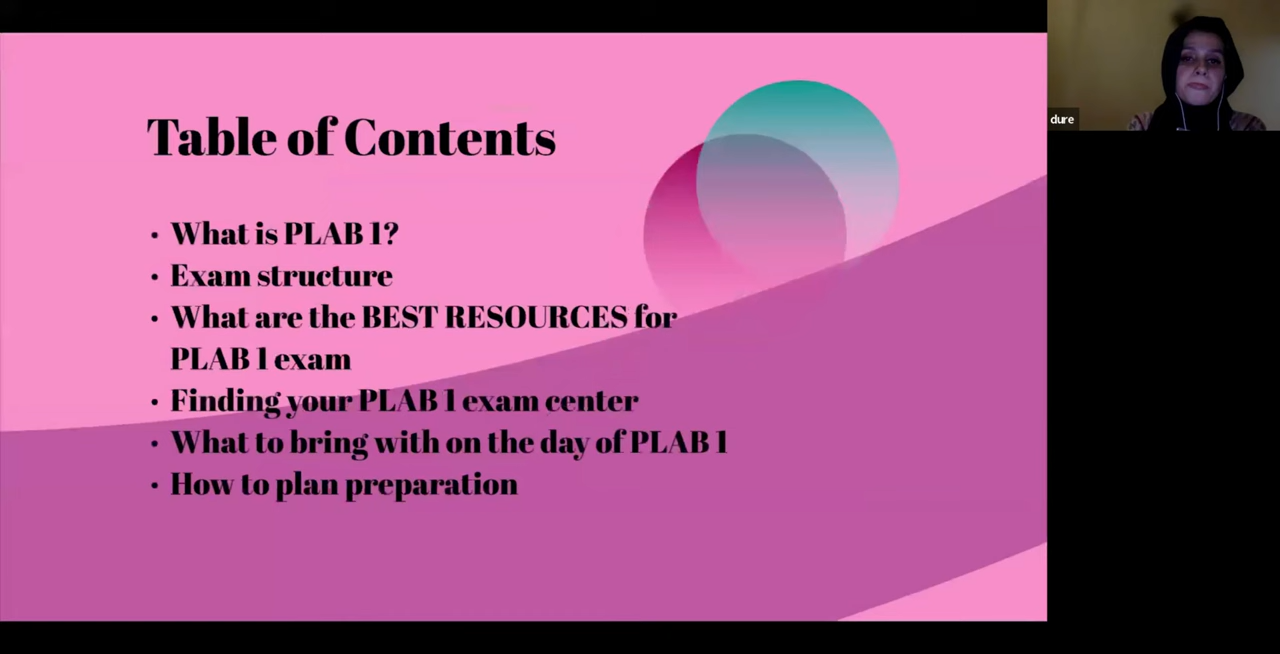 Table of Contents
• What is PLAB 1?
• Exam structure
• What are the BEST RESOURCES for
PLAB 1 exam
• Finding your PLAB 1 exam center
• What to bring with on the day of PLAB 1
• How to plan preparation
dure